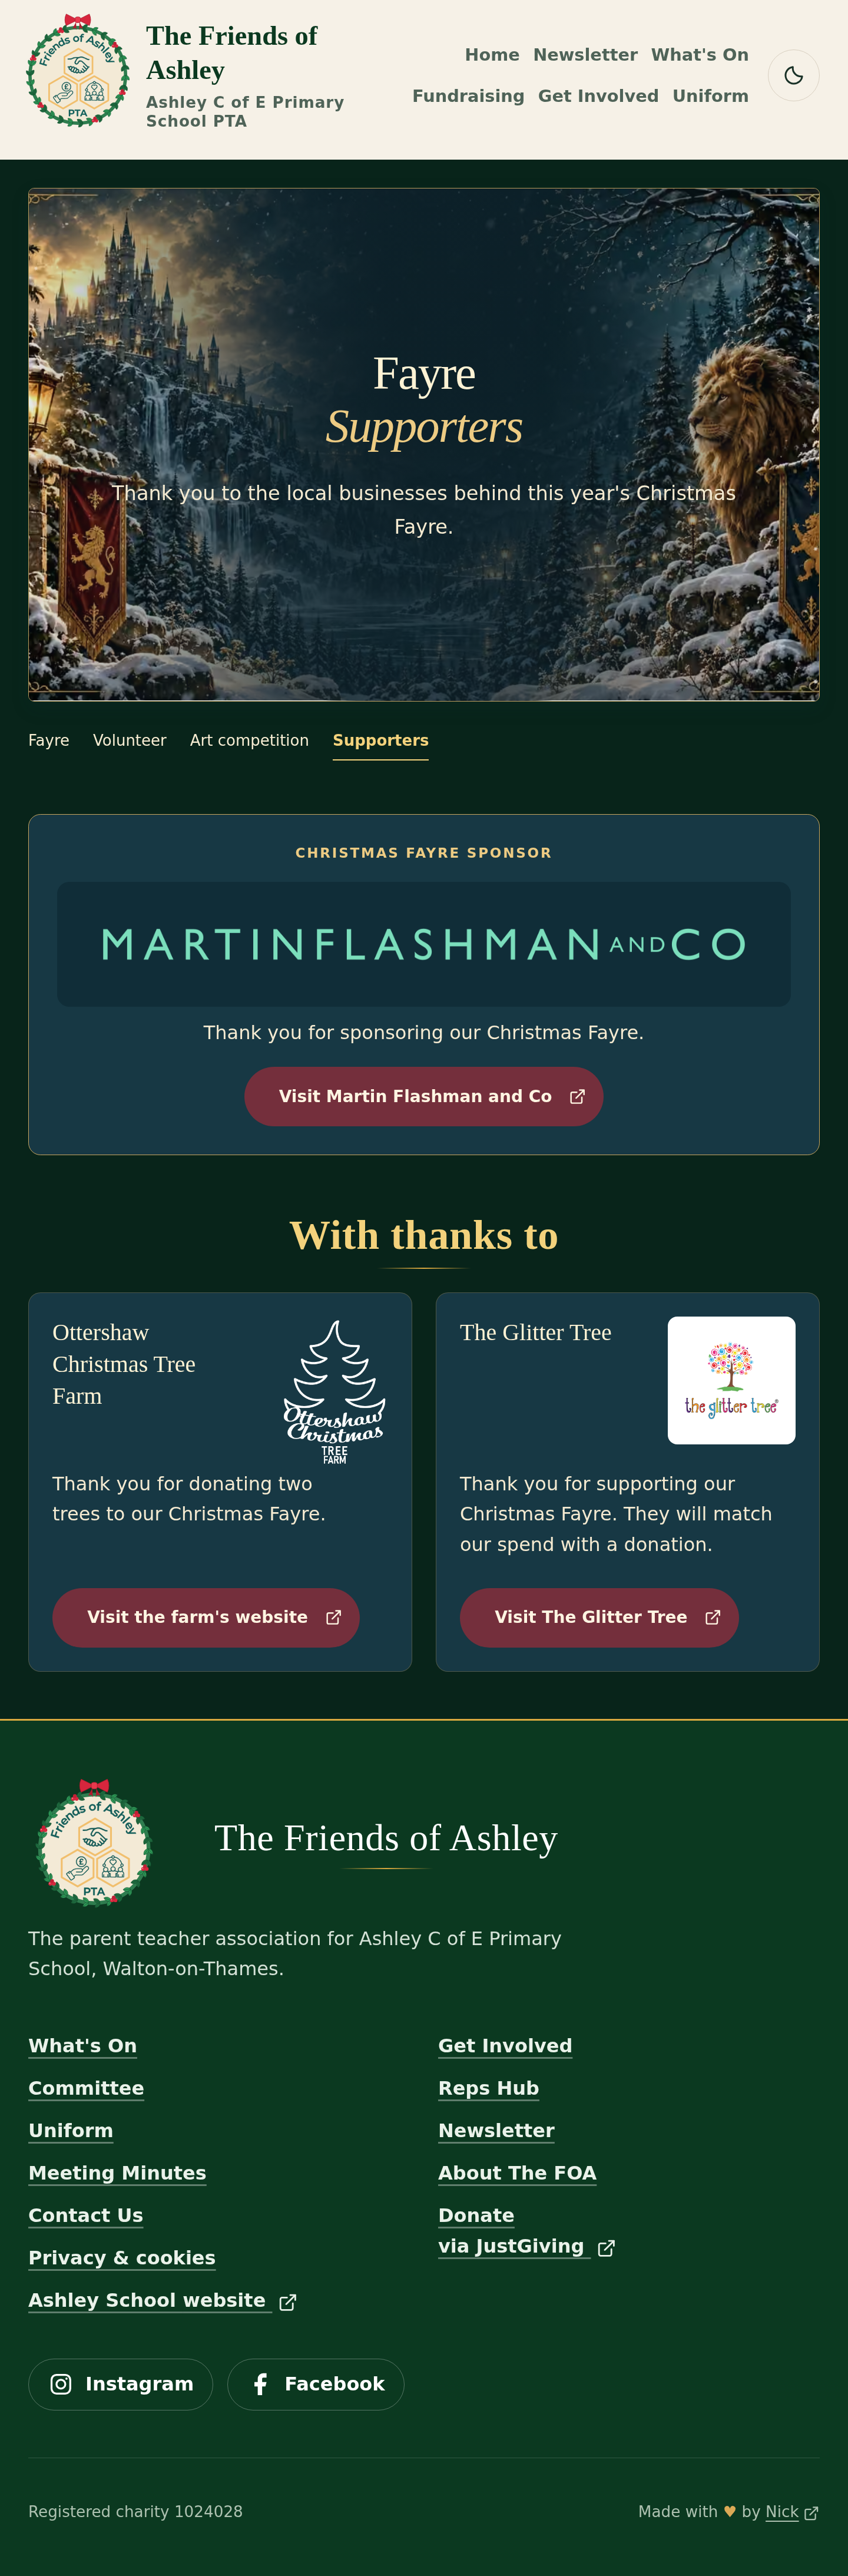 Friends of Ashley
PTA
The Friends of
Ashley
Ashley C of E Primary
School PTA
Home Newsletter What's On
Fundraising Get Involved Uniform
Fayre
Supporters
Thank you to the local businesses behind this year's Christmas
Fayre.
Fayre Volunteer Art competition Supporters
CHRISTMAS FAYRE SPONSOR
MARTINFLASHMAN AND CO
Thank you for sponsoring our Christmas Fayre.
Visit Martin Flashman and Co
With thanks to
Ottershaw
Christmas Tree
Farm
Ottershaw
Christmas
TREE
FARM
Thank you for donating two
trees to our Christmas Fayre.
Visit the farm's website
The Glitter Tree
the glitter tree®
Thank you for supporting our
Christmas Fayre. They will match
our spend with a donation.
Visit The Glitter Tree
Friends of Ashley
£
PTA
The Friends of Ashley
The parent teacher association for Ashley C of E Primary
School, Walton-on-Thames.
What's On
Committee
Uniform
Meeting Minutes
Contact Us
Privacy & cookies
Ashley School website
Get Involved
Reps Hub
Newsletter
About The FOA
Donate
via JustGiving
Instagram
Facebook
Registered charity 1024028
Made with ♥ by Nick